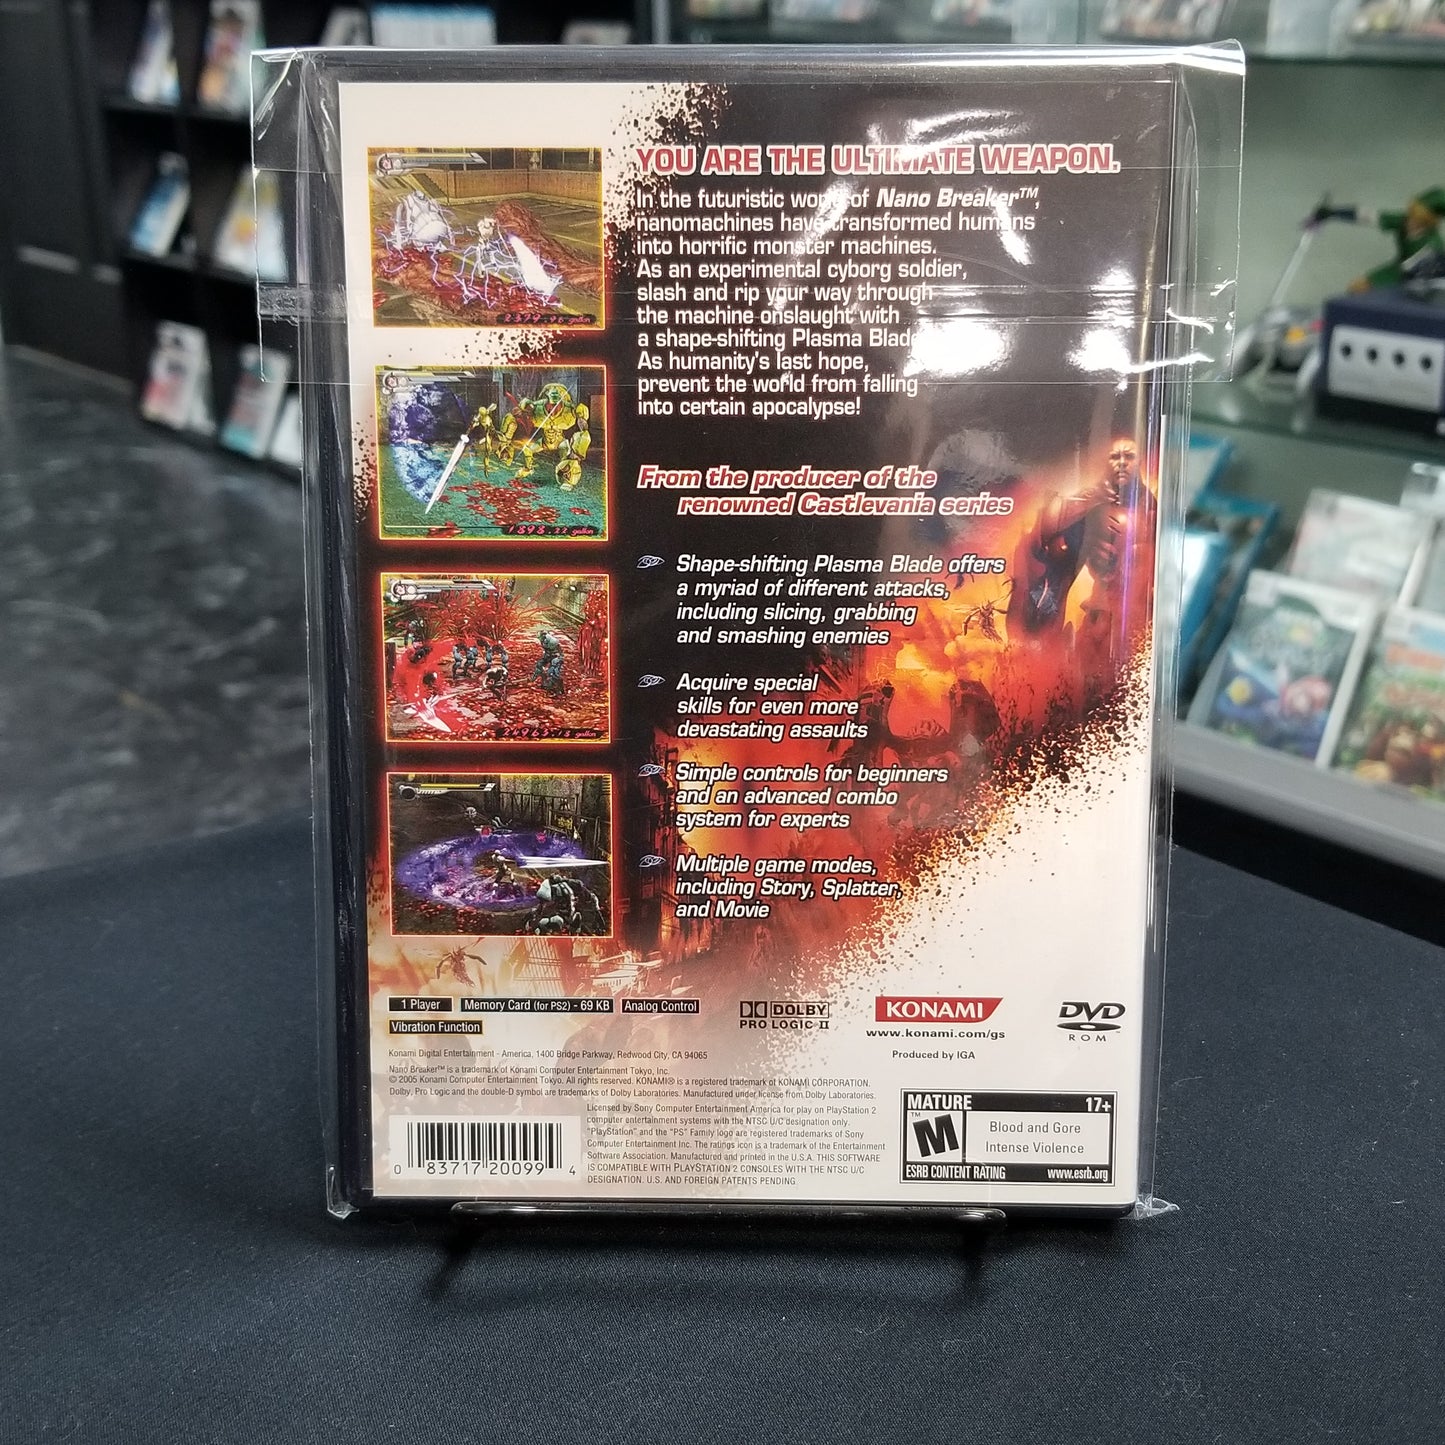 YOU ARE THE ULTIMATE WEAPON.
In the futuristic world of Nano Breaker™,
nanomachines have transformed humans
into horrific monster machines.
As an experimental cyborg soldier,
slash and rip your way through
the machine onslaught with
a shape-shifting Plasma Blade
As humanity's last hope,
prevent the world from falling
into certain apocalypse!
From the producer of the
renowned Castlevania series
Shape-shifting Plasma Blade offers
a myriad of different attacks,
including slicing, grabbing
and smashing enemies
Acquire special
skills for even more
devastating assaults
Simple controls for beginners
and an advanced combo
system for experts
Multiple game modes,
including Story, Splatter,
and Movie
2399.96 gallon
1898.22 gallon
24963.18 gallon
1 Player
Memory Card (for PS2) - 69 KB
Analog Control
Vibration Function
DOLBY
PRO LOGIC II
KONAMI
www.konami.com/gs
Produced by IGA
DVD
ROM
Konami Digital Entertainment - America, 1400 Bridge Parkway, Redwood City, CA 94065
Nano Breaker™ is a trademark of Konami Computer Entertainment Tokyo, Inc.
© 2005 Konami Computer Entertainment Tokyo. All rights reserved. KONAMI® is a registered trademark of KONAMI CORPORATION.
Dolby, Pro Logic and the double-D symbol are trademarks of Dolby Laboratories. Manufactured under license from Dolby Laboratories.
Licensed by Sony Computer Entertainment America for play on PlayStation 2
computer entertainment systems with the NTSC U/C designation only.
"PlayStation" and the "PS" Family logo are registered trademarks of Sony
Computer Entertainment Inc. The ratings icon is a trademark of the Entertainment
Software Association. Manufactured and printed in the U.S.A. THIS SOFTWARE
IS COMPATIBLE WITH PLAYSTATION 2 CONSOLES WITH THE NTSC U/C
DESIGNATION. U.S. AND FOREIGN PATENTS PENDING
0 83717 20099 4
MATURE 17+
M™
Blood and Gore
Intense Violence
ESRB CONTENT RATING www.esrb.org